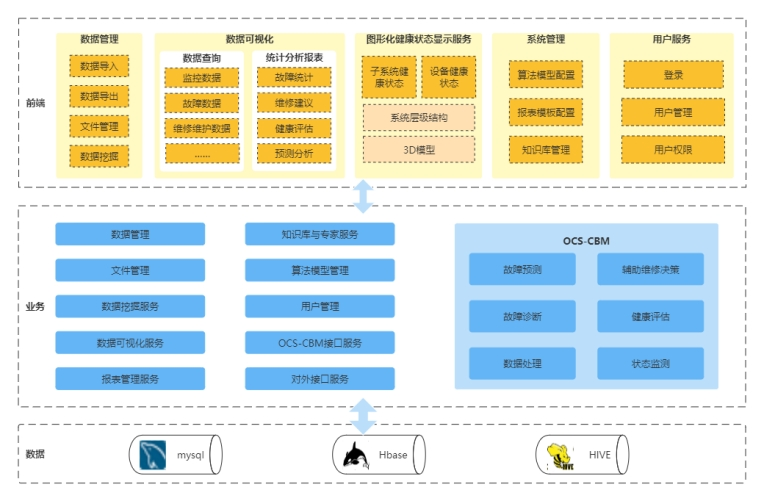 前端
数据管理
数据导入
数据导出
文件管理
数据挖掘
数据可视化
数据查询
监控数据
故障数据
维修维护数据
......
统计分析报表
故障统计
维修建议
健康评估
预测分析
图形化健康状态显示服务
子系统健
康状态
设备健康
状态
系统层级结构
3D模型
系统管理
算法模型配置
报表模板配置
知识库管理
用户服务
登录
用户管理
用户权限
业务
数据管理
文件管理
数据挖掘服务
数据可视化服务
报表管理服务
知识库与专家服务
算法模型管理
用户管理
OCS-CBM接口服务
对外接口服务
OCS-CBM
故障预测
辅助维修决策
故障诊断
健康评估
数据处理
状态监测
数据
mysql
Hbase
HIVE
HIVE